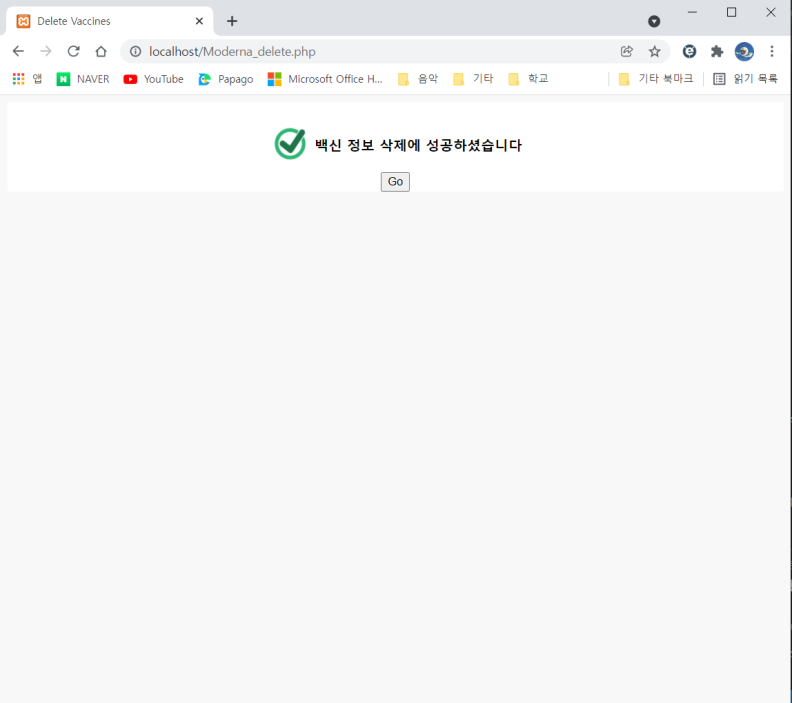 Delete Vaccines
localhost/Moderna_delete.php
앱 NAVER YouTube Papago Microsoft Office H... 음악 기타 학교 기타 북마크 읽기 목록
백신 정보 삭제에 성공하셨습니다
Go